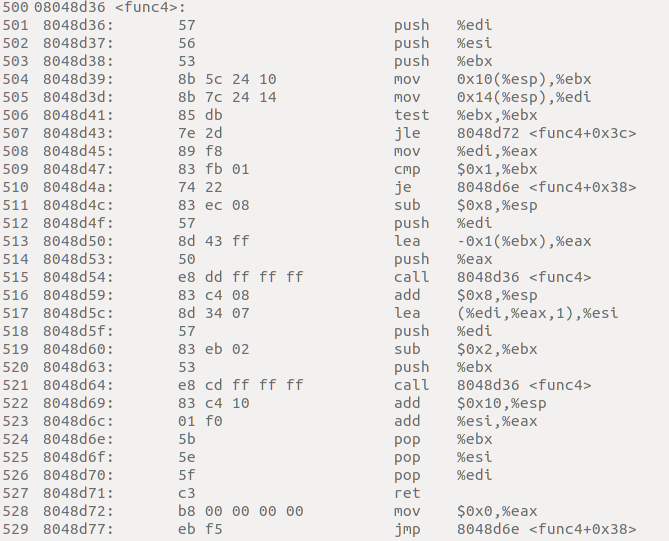 500 08048d36 <func4>:
501 8048d36: 57 push %edi
502 8048d37: 56 push %esi
503 8048d38: 53 push %ebx
504 8048d39: 8b 5c 24 10 mov 0x10(%esp),%ebx
505 8048d3d: 8b 7c 24 14 mov 0x14(%esp),%edi
506 8048d41: 85 db test %ebx,%ebx
507 8048d43: 7e 2d jle 8048d72 <func4+0x3c>
508 8048d45: 89 f8 mov %edi,%eax
509 8048d47: 83 fb 01 cmp $0x1,%ebx
510 8048d4a: 74 22 je 8048d6e <func4+0x38>
511 8048d4c: 83 ec 08 sub $0x8,%esp
512 8048d4f: 57 push %edi
513 8048d50: 8d 43 ff lea -0x1(%ebx),%eax
514 8048d53: 50 push %eax
515 8048d54: e8 dd ff ff ff call 8048d36 <func4>
516 8048d59: 83 c4 08 add $0x8,%esp
517 8048d5c: 8d 34 07 lea (%edi,%eax,1),%esi
518 8048d5f: 57 push %edi
519 8048d60: 83 eb 02 sub $0x2,%ebx
520 8048d63: 53 push %ebx
521 8048d64: e8 cd ff ff ff call 8048d36 <func4>
522 8048d69: 83 c4 10 add $0x10,%esp
523 8048d6c: 01 f0 add %esi,%eax
524 8048d6e: 5b pop %ebx
525 8048d6f: 5e pop %esi
526 8048d70: 5f pop %edi
527 8048d71: c3 ret
528 8048d72: b8 00 00 00 00 mov $0x0,%eax
529 8048d77: eb f5 jmp 8048d6e <func4+0x38>